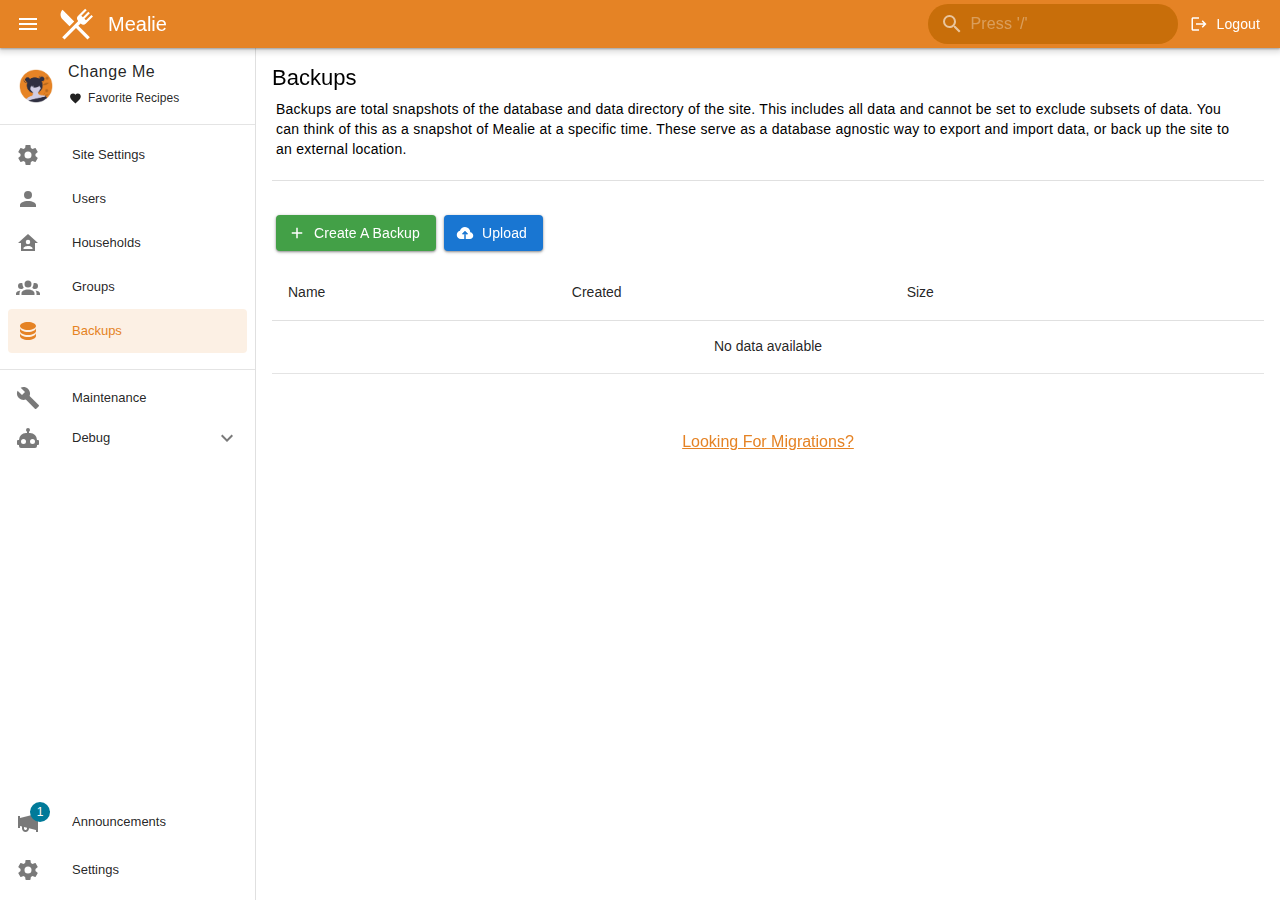 Mealie
Press '/'
Logout
Change Me
Favorite Recipes
Site Settings
Users
Households
Groups
Backups
Maintenance
Debug
1
Announcements
Settings
Backups
Backups are total snapshots of the database and data directory of the site. This includes all data and cannot be set to exclude subsets of data. You
can think of this as a snapshot of Mealie at a specific time. These serve as a database agnostic way to export and import data, or back up the site to
an external location.
Create A Backup
Upload
Name Created Size
No data available
Looking For Migrations?